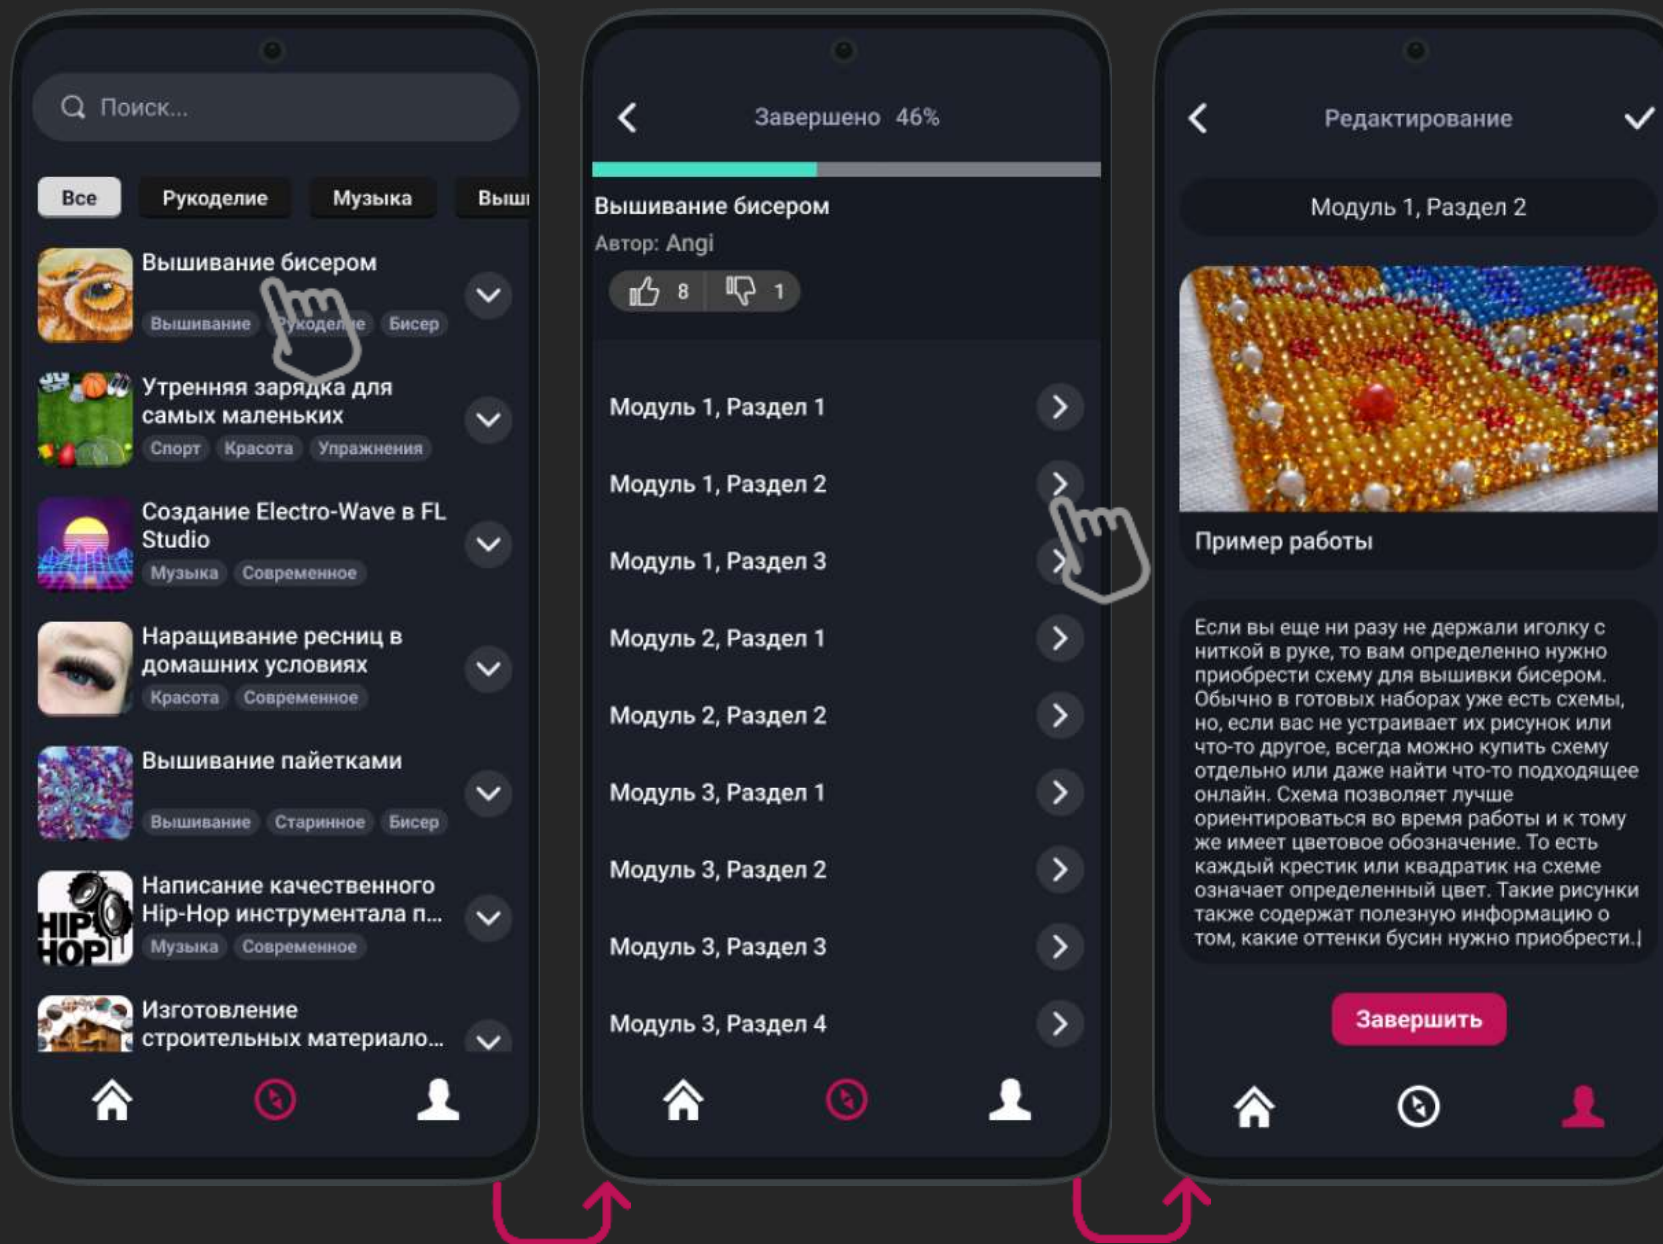 Поиск...
Все
Рукоделие
Музыка
Выш
Вышивание бисером
Вышивание
Рукоделие
Бисер
Утренняя зарядка для
самых маленьких
Спорт
Красота
Упражнения
Создание Electro-Wave в FL
Studio
Музыка
Современное
Наращивание ресниц в
домашних условиях
Красота
Современное
Вышивание пайетками
Вышивание
Старинное
Бисер
HIP
HOP
Написание качественного
Hip-Hop инструментала п...
Музыка
Современное
Изготовление
строительных материало...
Завершено 46%
Вышивание бисером
Автор: Angi
8
1
Модуль 1, Раздел 1
Модуль 1, Раздел 2
Модуль 1, Раздел 3
Модуль 2, Раздел 1
Модуль 2, Раздел 2
Модуль 3, Раздел 1
Модуль 3, Раздел 2
Модуль 3, Раздел 3
Модуль 3, Раздел 4
Редактирование
Модуль 1, Раздел 2
Пример работы
Если вы еще ни разу не держали иголку с
ниткой в руке, то вам определенно нужно
приобрести схему для вышивки бисером.
Обычно в готовых наборах уже есть схемы,
но, если вас не устраивает их рисунок или
что-то другое, всегда можно купить схему
отдельно или даже найти что-то подходящее
онлайн. Схема позволяет лучше
ориентироваться во время работы и к тому
же имеет цветовое обозначение. То есть
каждый крестик или квадратик на схеме
означает определенный цвет. Такие рисунки
также содержат полезную информацию о
том, какие оттенки бусин нужно приобрести.
Завершить